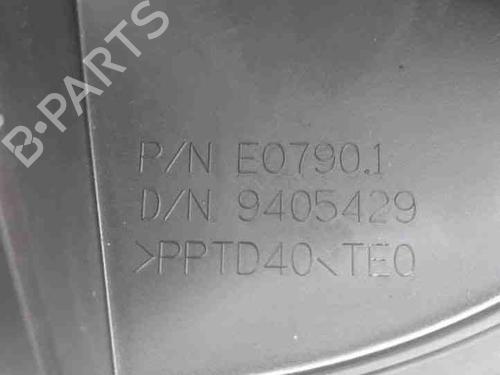 B-PARTS
P/N E0790.1
D/N 9405429
>PPTD40<TEQ